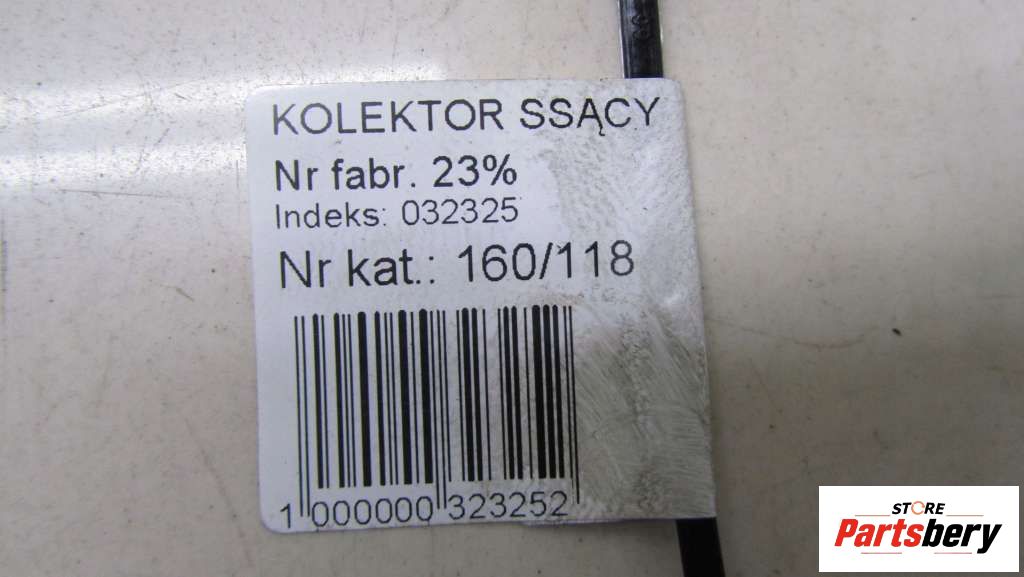 KOLEKTOR SSĄCY
Nr fabr. 23%
Indeks: 032325
Nr kat.: 160/118
1 000000 323252
STORE
Partsbery